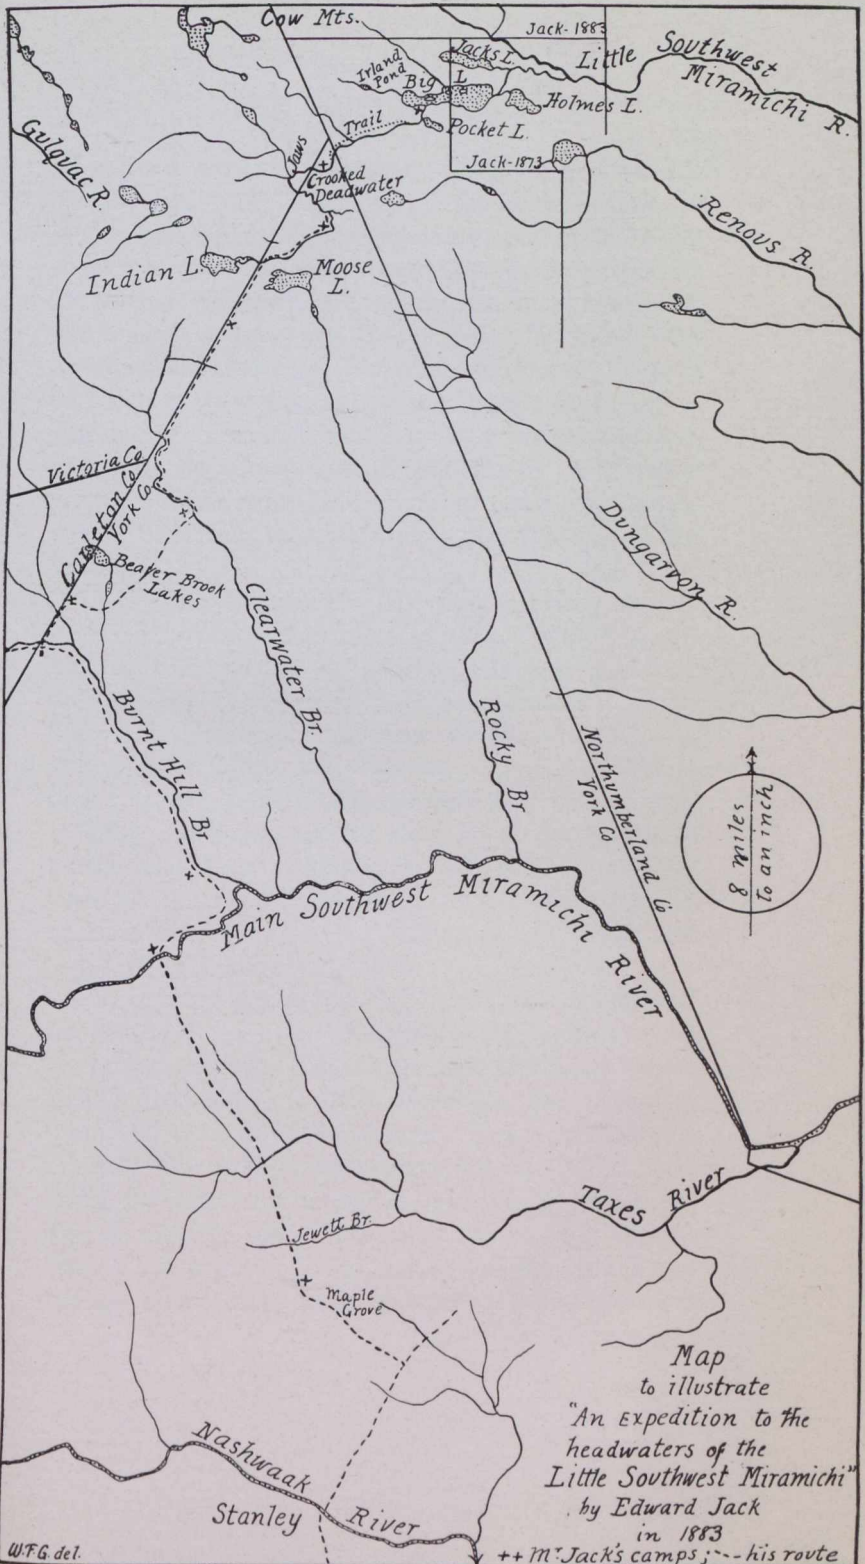 Cow Mts.
Jack-1883
Little Southwest Miramichi R.
Jacks L.
Irland Pond
Big L
Holmes L.
Pocket L.
Trail
Jaws
Crooked Deadwater
Jack-1873
Gulquac R.
Renous R.
Indian L.
Moose L.
Victoria Co
Carleton Co
York Co
Beaver Brook Lakes
Dungarvon R.
Clearwater Br.
Burnt Hill Br
Rocky Br
Northumberland Co
York Co
8 miles
to an inch
Main Southwest Miramichi River
Taxes River
Jewett Br.
Maple Grove
Nashwaak River
Stanley
Map
to illustrate
"An Expedition to the
headwaters of the
Little Southwest Miramichi"
by Edward Jack
in 1883
++ Mr. Jack's camps; ---- his route
W.F.G. del.